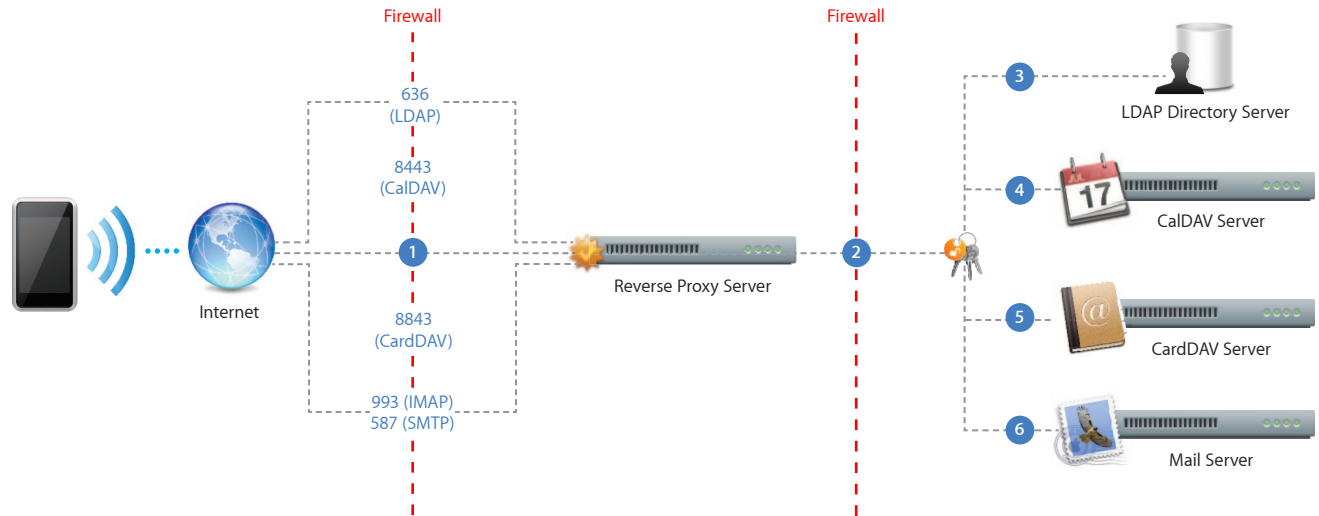 Firewall
Firewall
636
(LDAP)
8443
(CalDAV)
1
8843
(CardDAV)
993 (IMAP)
587 (SMTP)
Internet
Reverse Proxy Server
2
3
LDAP Directory Server
4
17
CalDAV Server
5
@
CardDAV Server
6
Mail Server